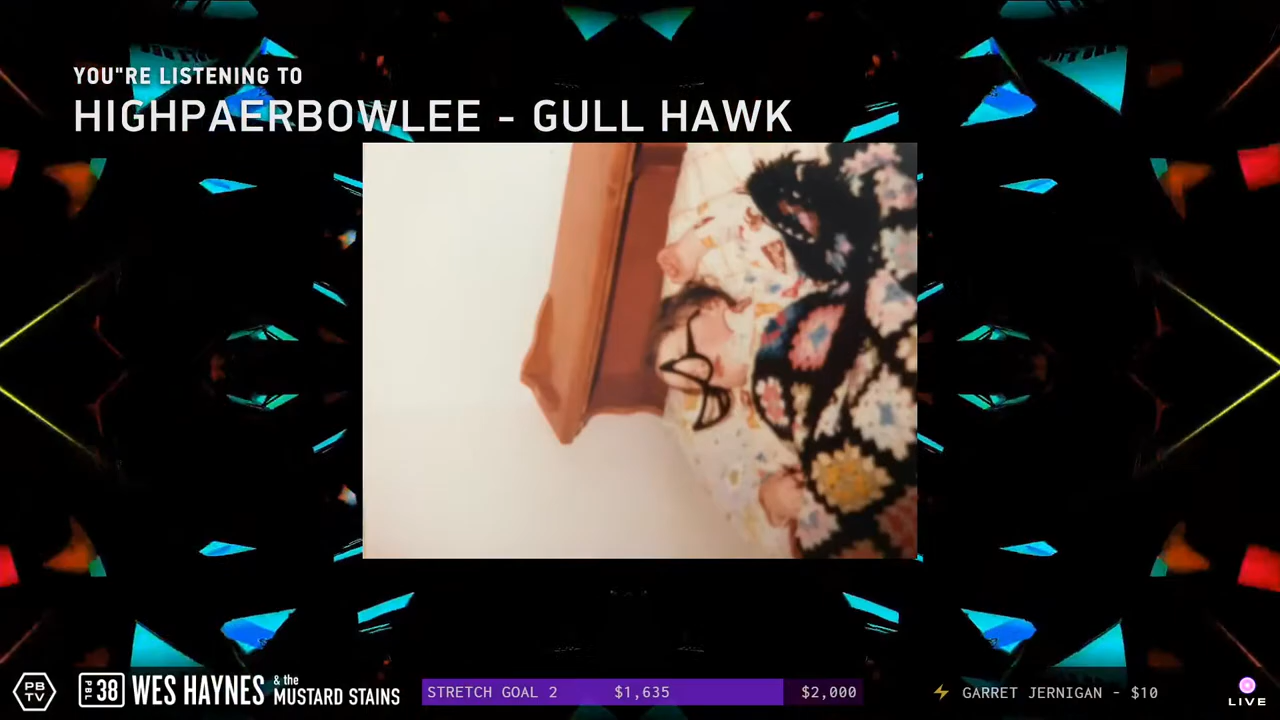 YOU"RE LISTENING TO
HIGHPAERBOWLEE - GULL HAWK
PB
TV
PBL
38
WES HAYNES
& the
MUSTARD STAINS
STRETCH GOAL 2
$1,635
$2,000
GARRET JERNIGAN - $10
LIVE